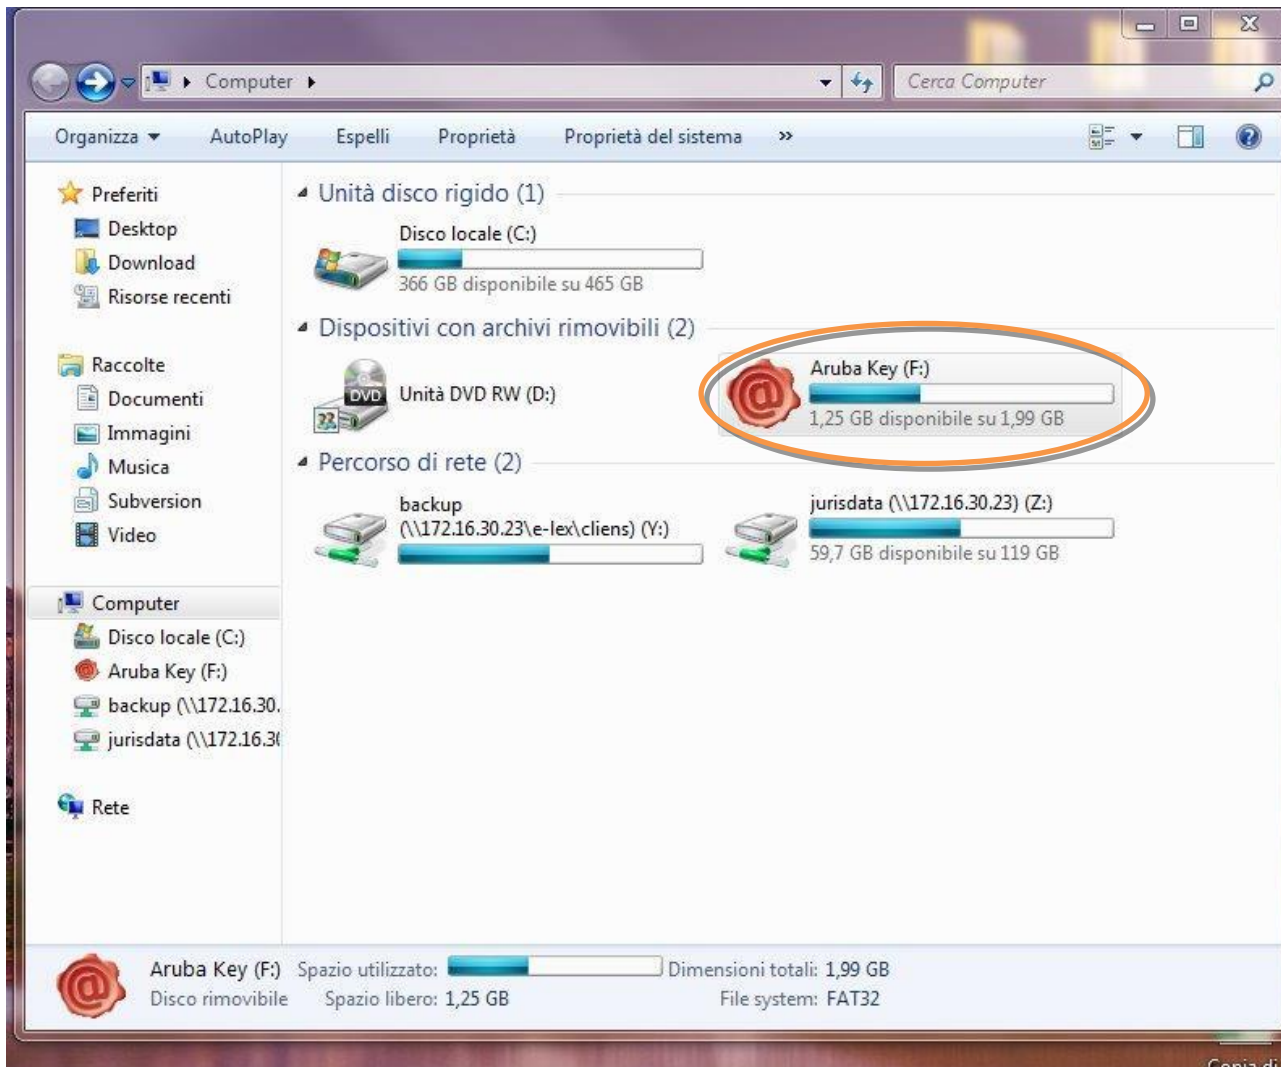 Computer
Cerca Computer
Organizza AutoPlay Espelli Proprietà Proprietà del sistema »
Preferiti
Desktop
Download
Risorse recenti
Raccolte
Documenti
Immagini
Musica
Subversion
Video
Computer
Disco locale (C:)
Aruba Key (F:)
backup (\\172.16.30.
jurisdata (\\172.16.3
Rete
Unità disco rigido (1)
Disco locale (C:)
366 GB disponibile su 465 GB
Dispositivi con archivi rimovibili (2)
DVD
Unità DVD RW (D:)
Aruba Key (F:)
1,25 GB disponibile su 1,99 GB
Percorso di rete (2)
backup
(\\172.16.30.23\e-lex\cliens) (Y:)
jurisdata (\\172.16.30.23) (Z:)
59,7 GB disponibile su 119 GB
Aruba Key (F:) Spazio utilizzato: Dimensioni totali: 1,99 GB
Disco rimovibile Spazio libero: 1,25 GB File system: FAT32